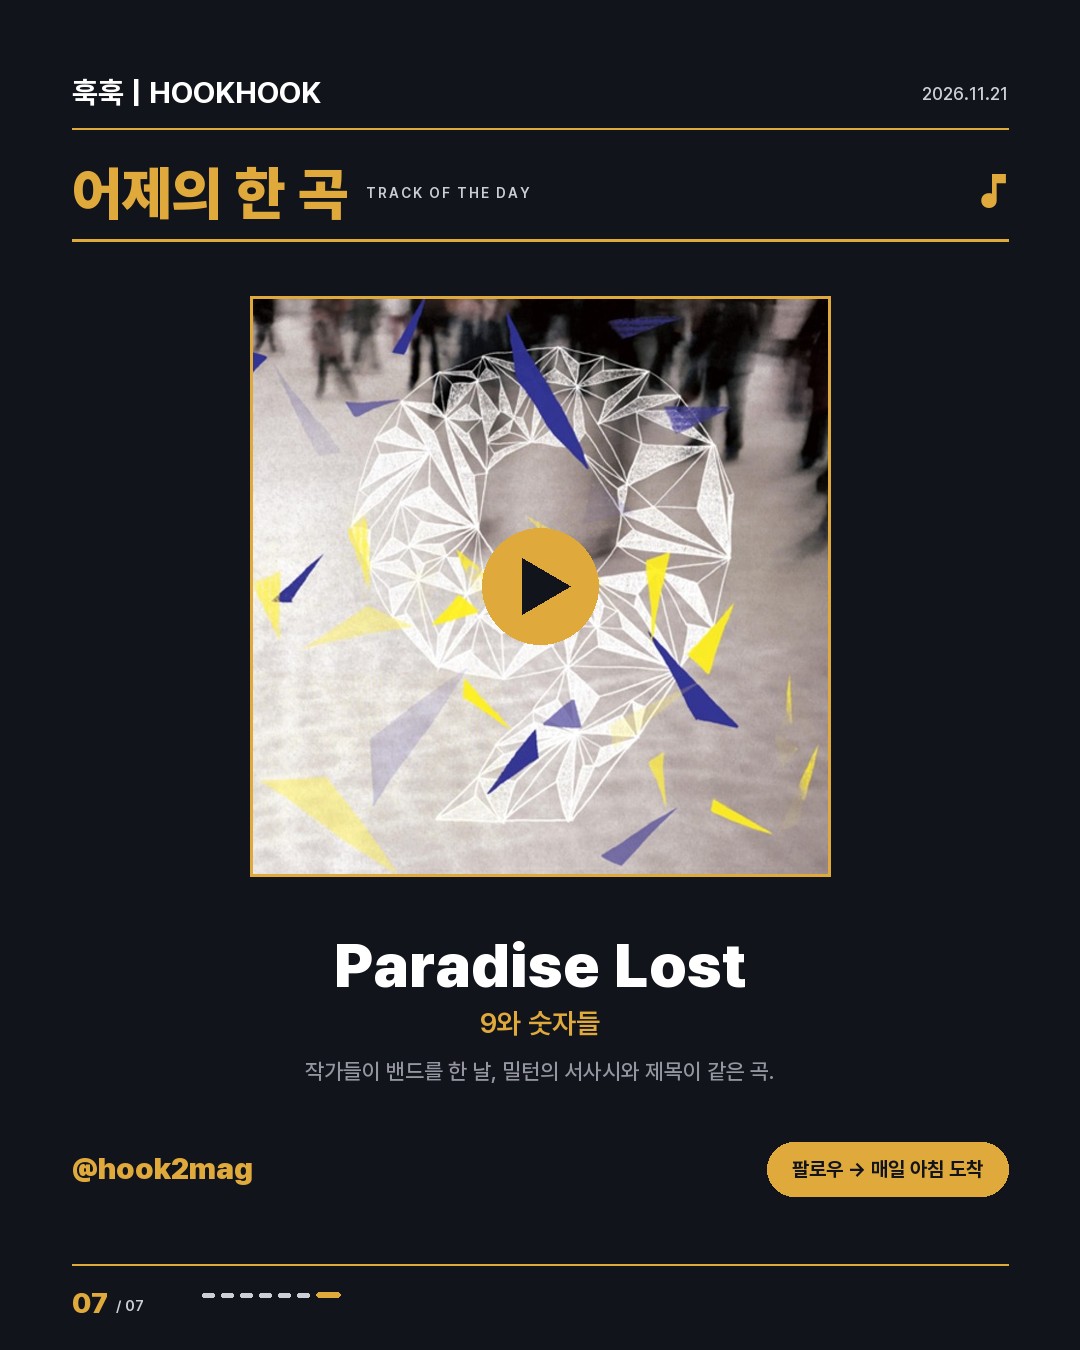 훅훅 | HOOKHOOK
2026.11.21
어제의 한 곡 TRACK OF THE DAY
Paradise Lost
9와 숫자들
작가들이 밴드를 한 날, 밀턴의 서사시와 제목이 같은 곡.
@hook2mag
팔로우 → 매일 아침 도착
07 / 07